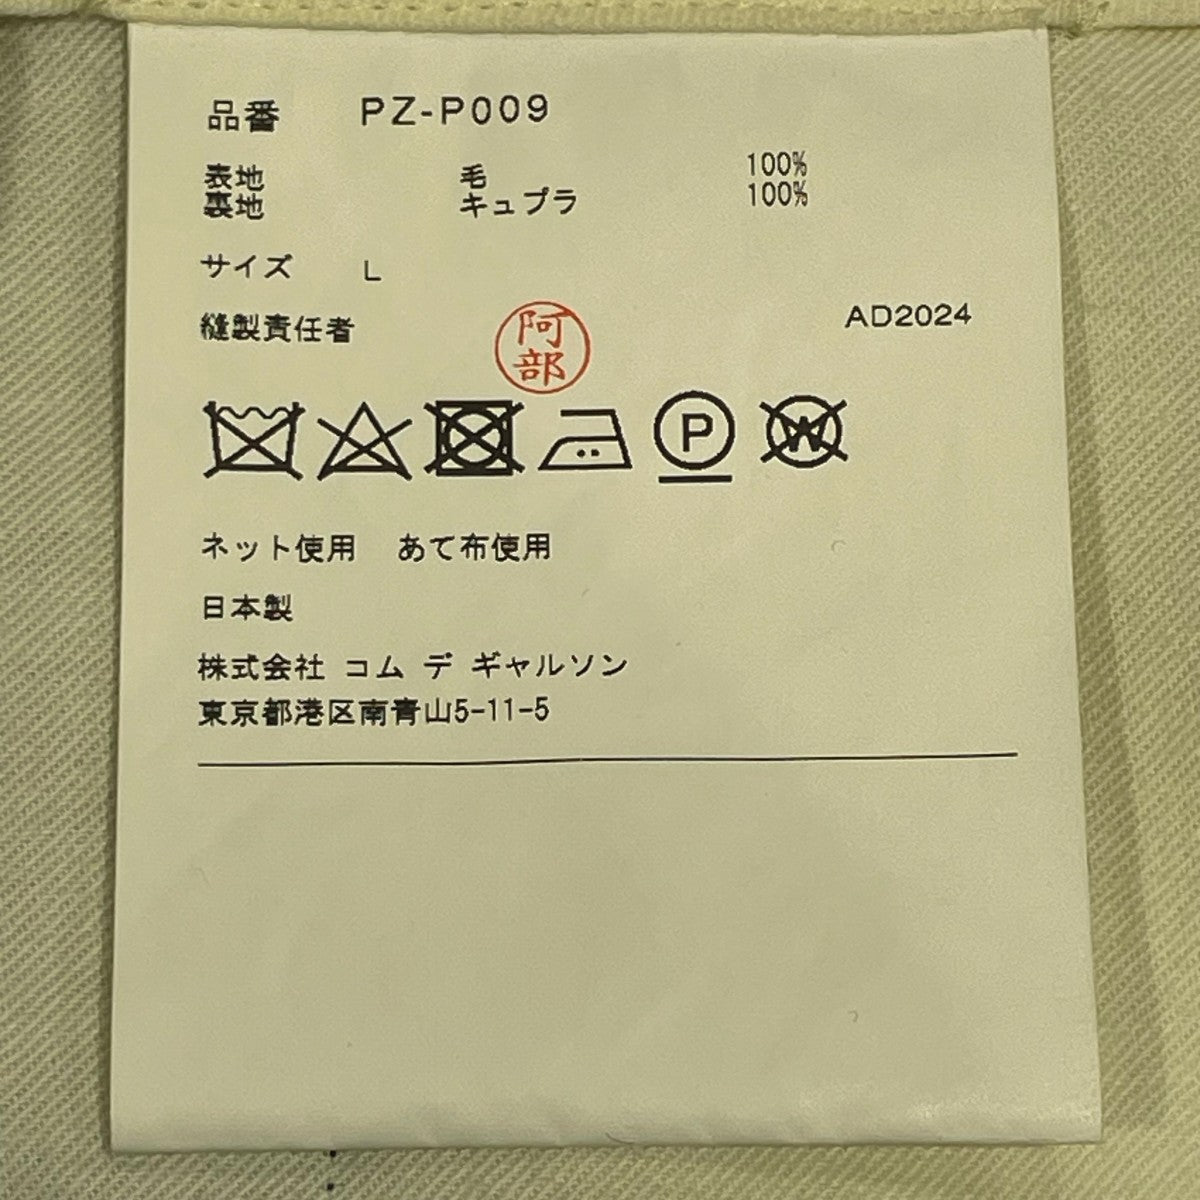 品番 PZ-P009
表地 毛 100%
裏地 キュプラ 100%
サイズ L
縫製責任者 阿部 AD2024
P W
ネット使用 あて布使用
日本製
株式会社 コム デ ギャルソン
東京都港区南青山5-11-5